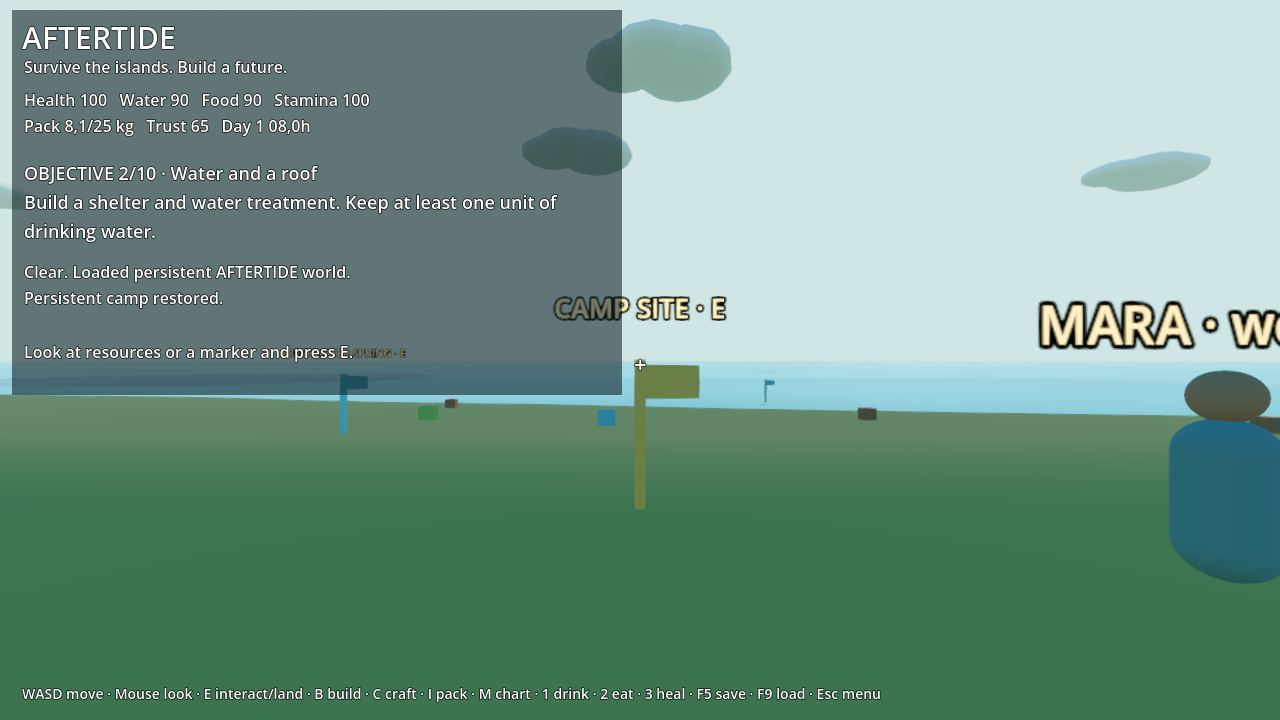 AFTERTIDE
Survive the islands. Build a future.
Health 100 Water 90 Food 90 Stamina 100
Pack 8,1/25 kg Trust 65 Day 1 08,0h
OBJECTIVE 2/10 · Water and a roof
Build a shelter and water treatment. Keep at least one unit of
drinking water.
Clear. Loaded persistent AFTERTIDE world.
Persistent camp restored.
CAMP SITE · E
MARA ·
Look at resources or a marker and press E.
SPRING · E
WASD move · Mouse look · E interact/land · B build · C craft · I pack · M chart · 1 drink · 2 eat · 3 heal · F5 save · F9 load · Esc menu